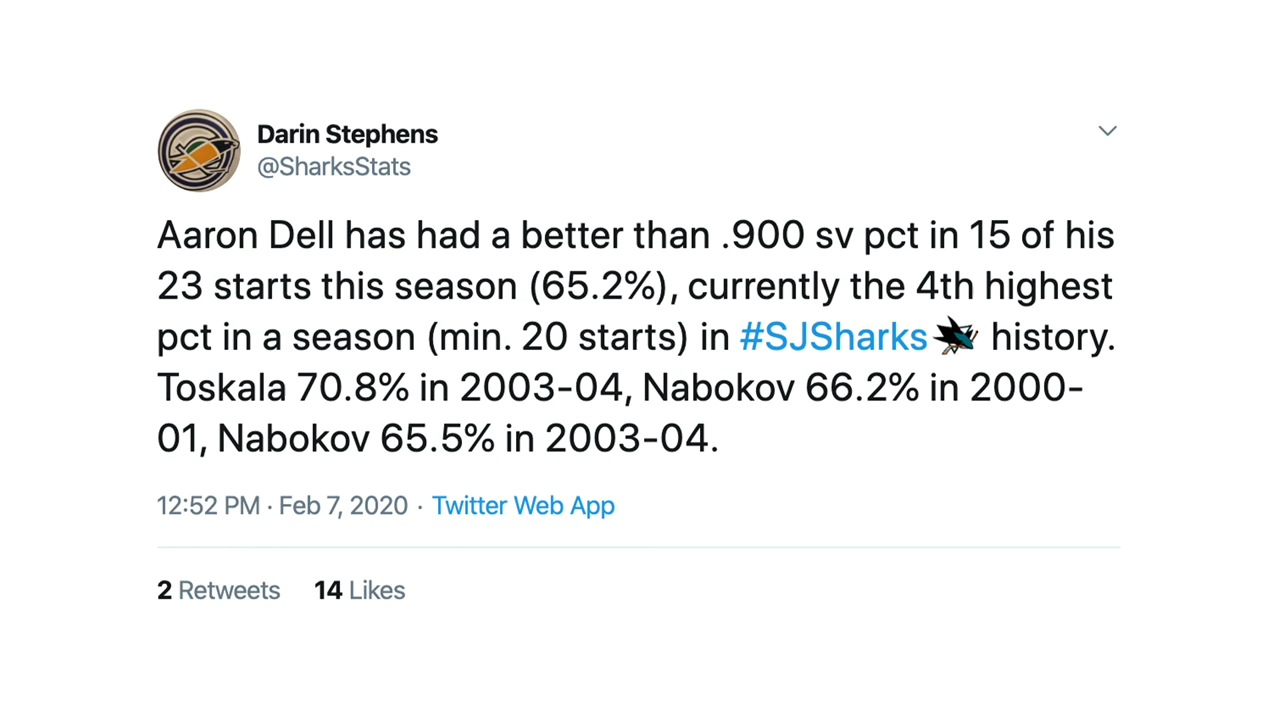 Darin Stephens
@SharksStats
Aaron Dell has had a better than .900 sv pct in 15 of his
23 starts this season (65.2%), currently the 4th highest
pct in a season (min. 20 starts) in #SJSharks history.
Toskala 70.8% in 2003-04, Nabokov 66.2% in 2000-
01, Nabokov 65.5% in 2003-04.
12:52 PM · Feb 7, 2020 · Twitter Web App
2 Retweets 14 Likes